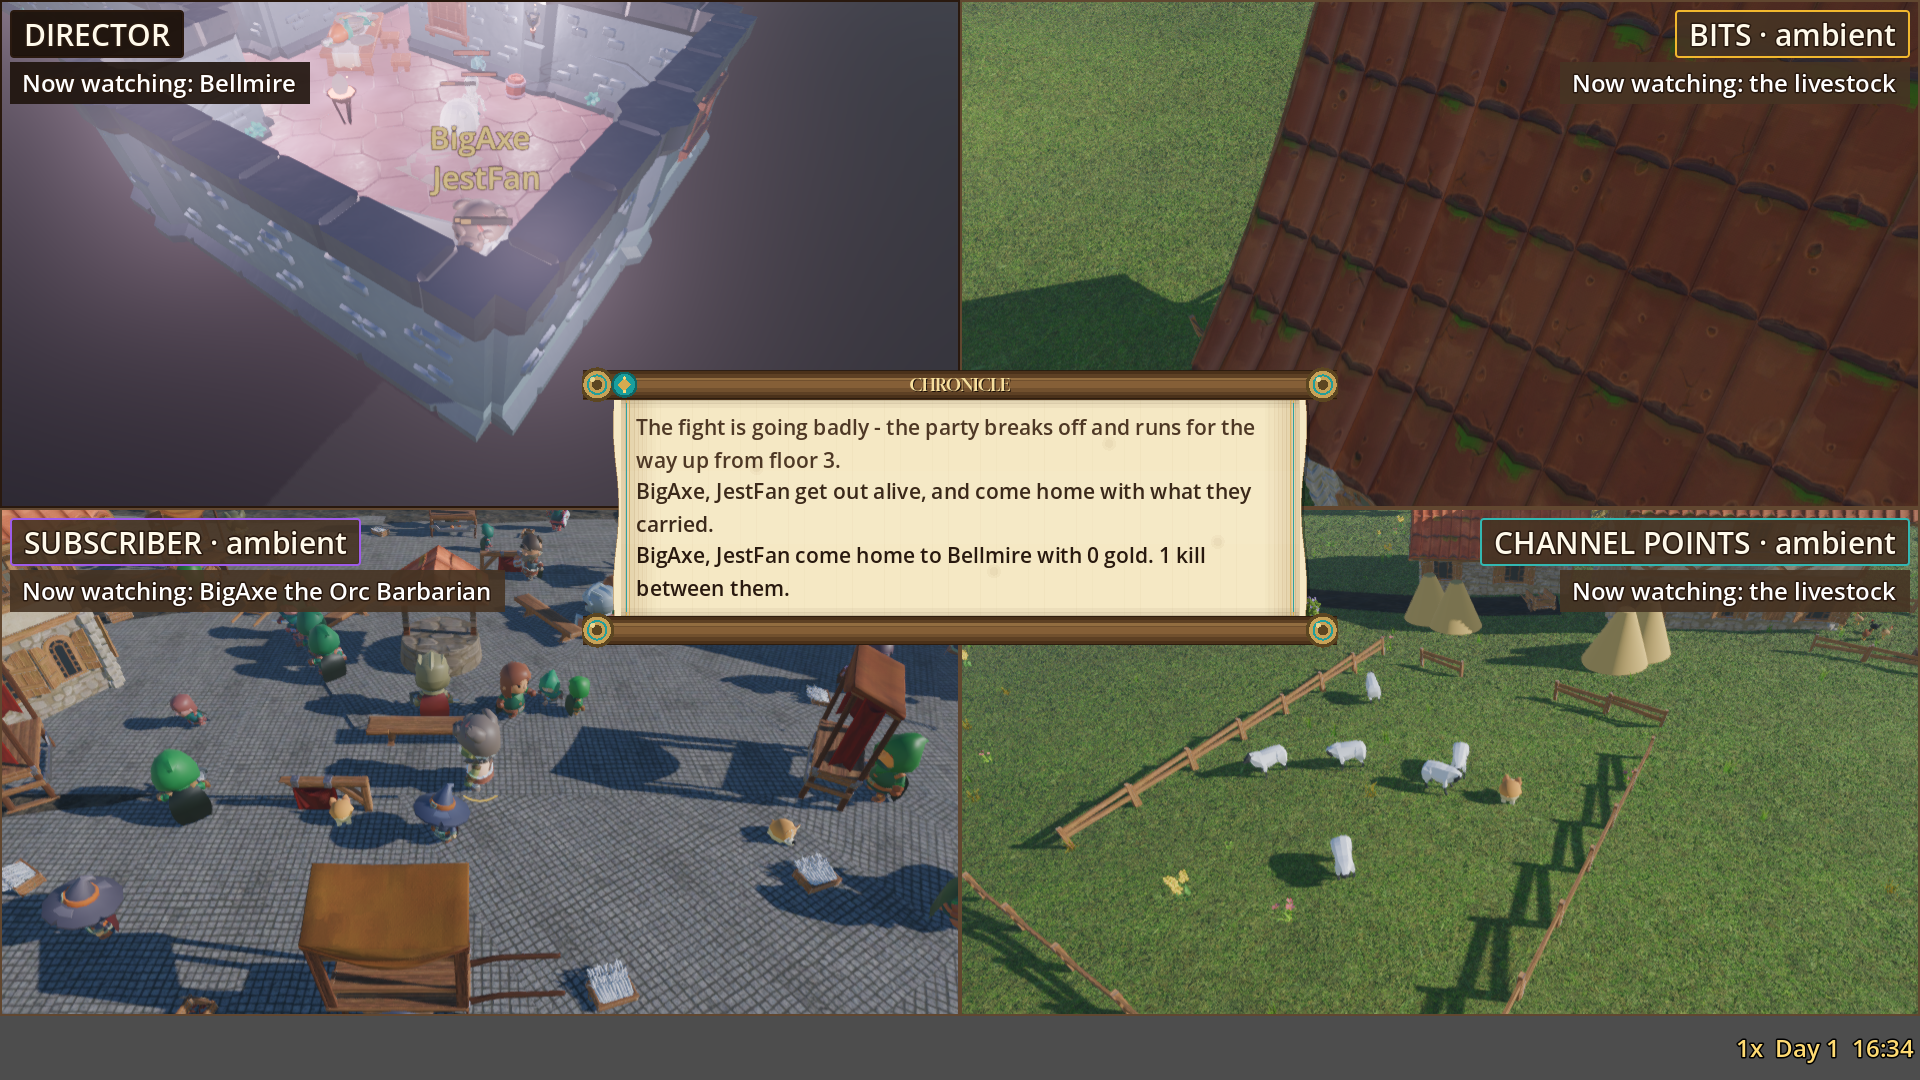 DIRECTOR
Now watching: Bellmire
BigAxe
JestFan
BITS · ambient
Now watching: the livestock
CHRONICLE
The fight is going badly - the party breaks off and runs for the
way up from floor 3.
BigAxe, JestFan get out alive, and come home with what they
carried.
BigAxe, JestFan come home to Bellmire with 0 gold. 1 kill
between them.
SUBSCRIBER · ambient
Now watching: BigAxe the Orc Barbarian
CHANNEL POINTS · ambient
Now watching: the livestock
1x Day 1 16:34